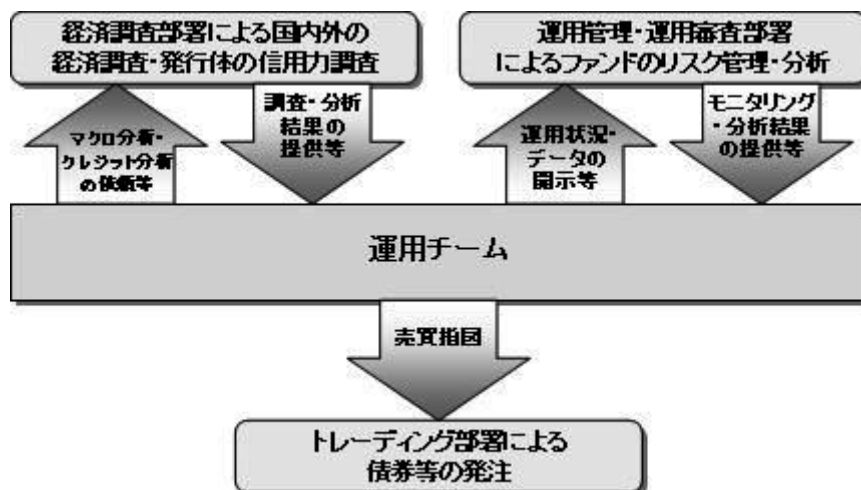 経済調査部署による国内外の
経済調査・発行体の信用力調査
運用管理・運用審査部署
によるファンドのリスク管理・分析
マクロ分析・
クレジット分析
の依頼等
調査・分析
結果の
提供等
運用状況・
データの
開示等
モニタリング
・分析結果
の提供等
運用チーム
売買指図
トレーディング部署による
債券等の発注